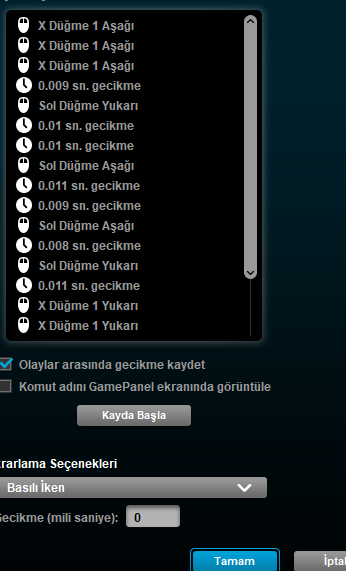 X Düğme 1 Aşağı
X Düğme 1 Aşağı
X Düğme 1 Aşağı
0.009 sn. gecikme
Sol Düğme Yukarı
0.01 sn. gecikme
0.01 sn. gecikme
Sol Düğme Aşağı
0.011 sn. gecikme
0.009 sn. gecikme
Sol Düğme Aşağı
0.008 sn. gecikme
Sol Düğme Yukarı
0.011 sn. gecikme
X Düğme 1 Yukarı
X Düğme 1 Yukarı
Olaylar arasında gecikme kaydet
Komut adını GamePanel ekranında görüntüle
Kayda Başla
rarlama Seçenekleri
Basılı İken
Gecikme (mili saniye): 0
Tamam İptal